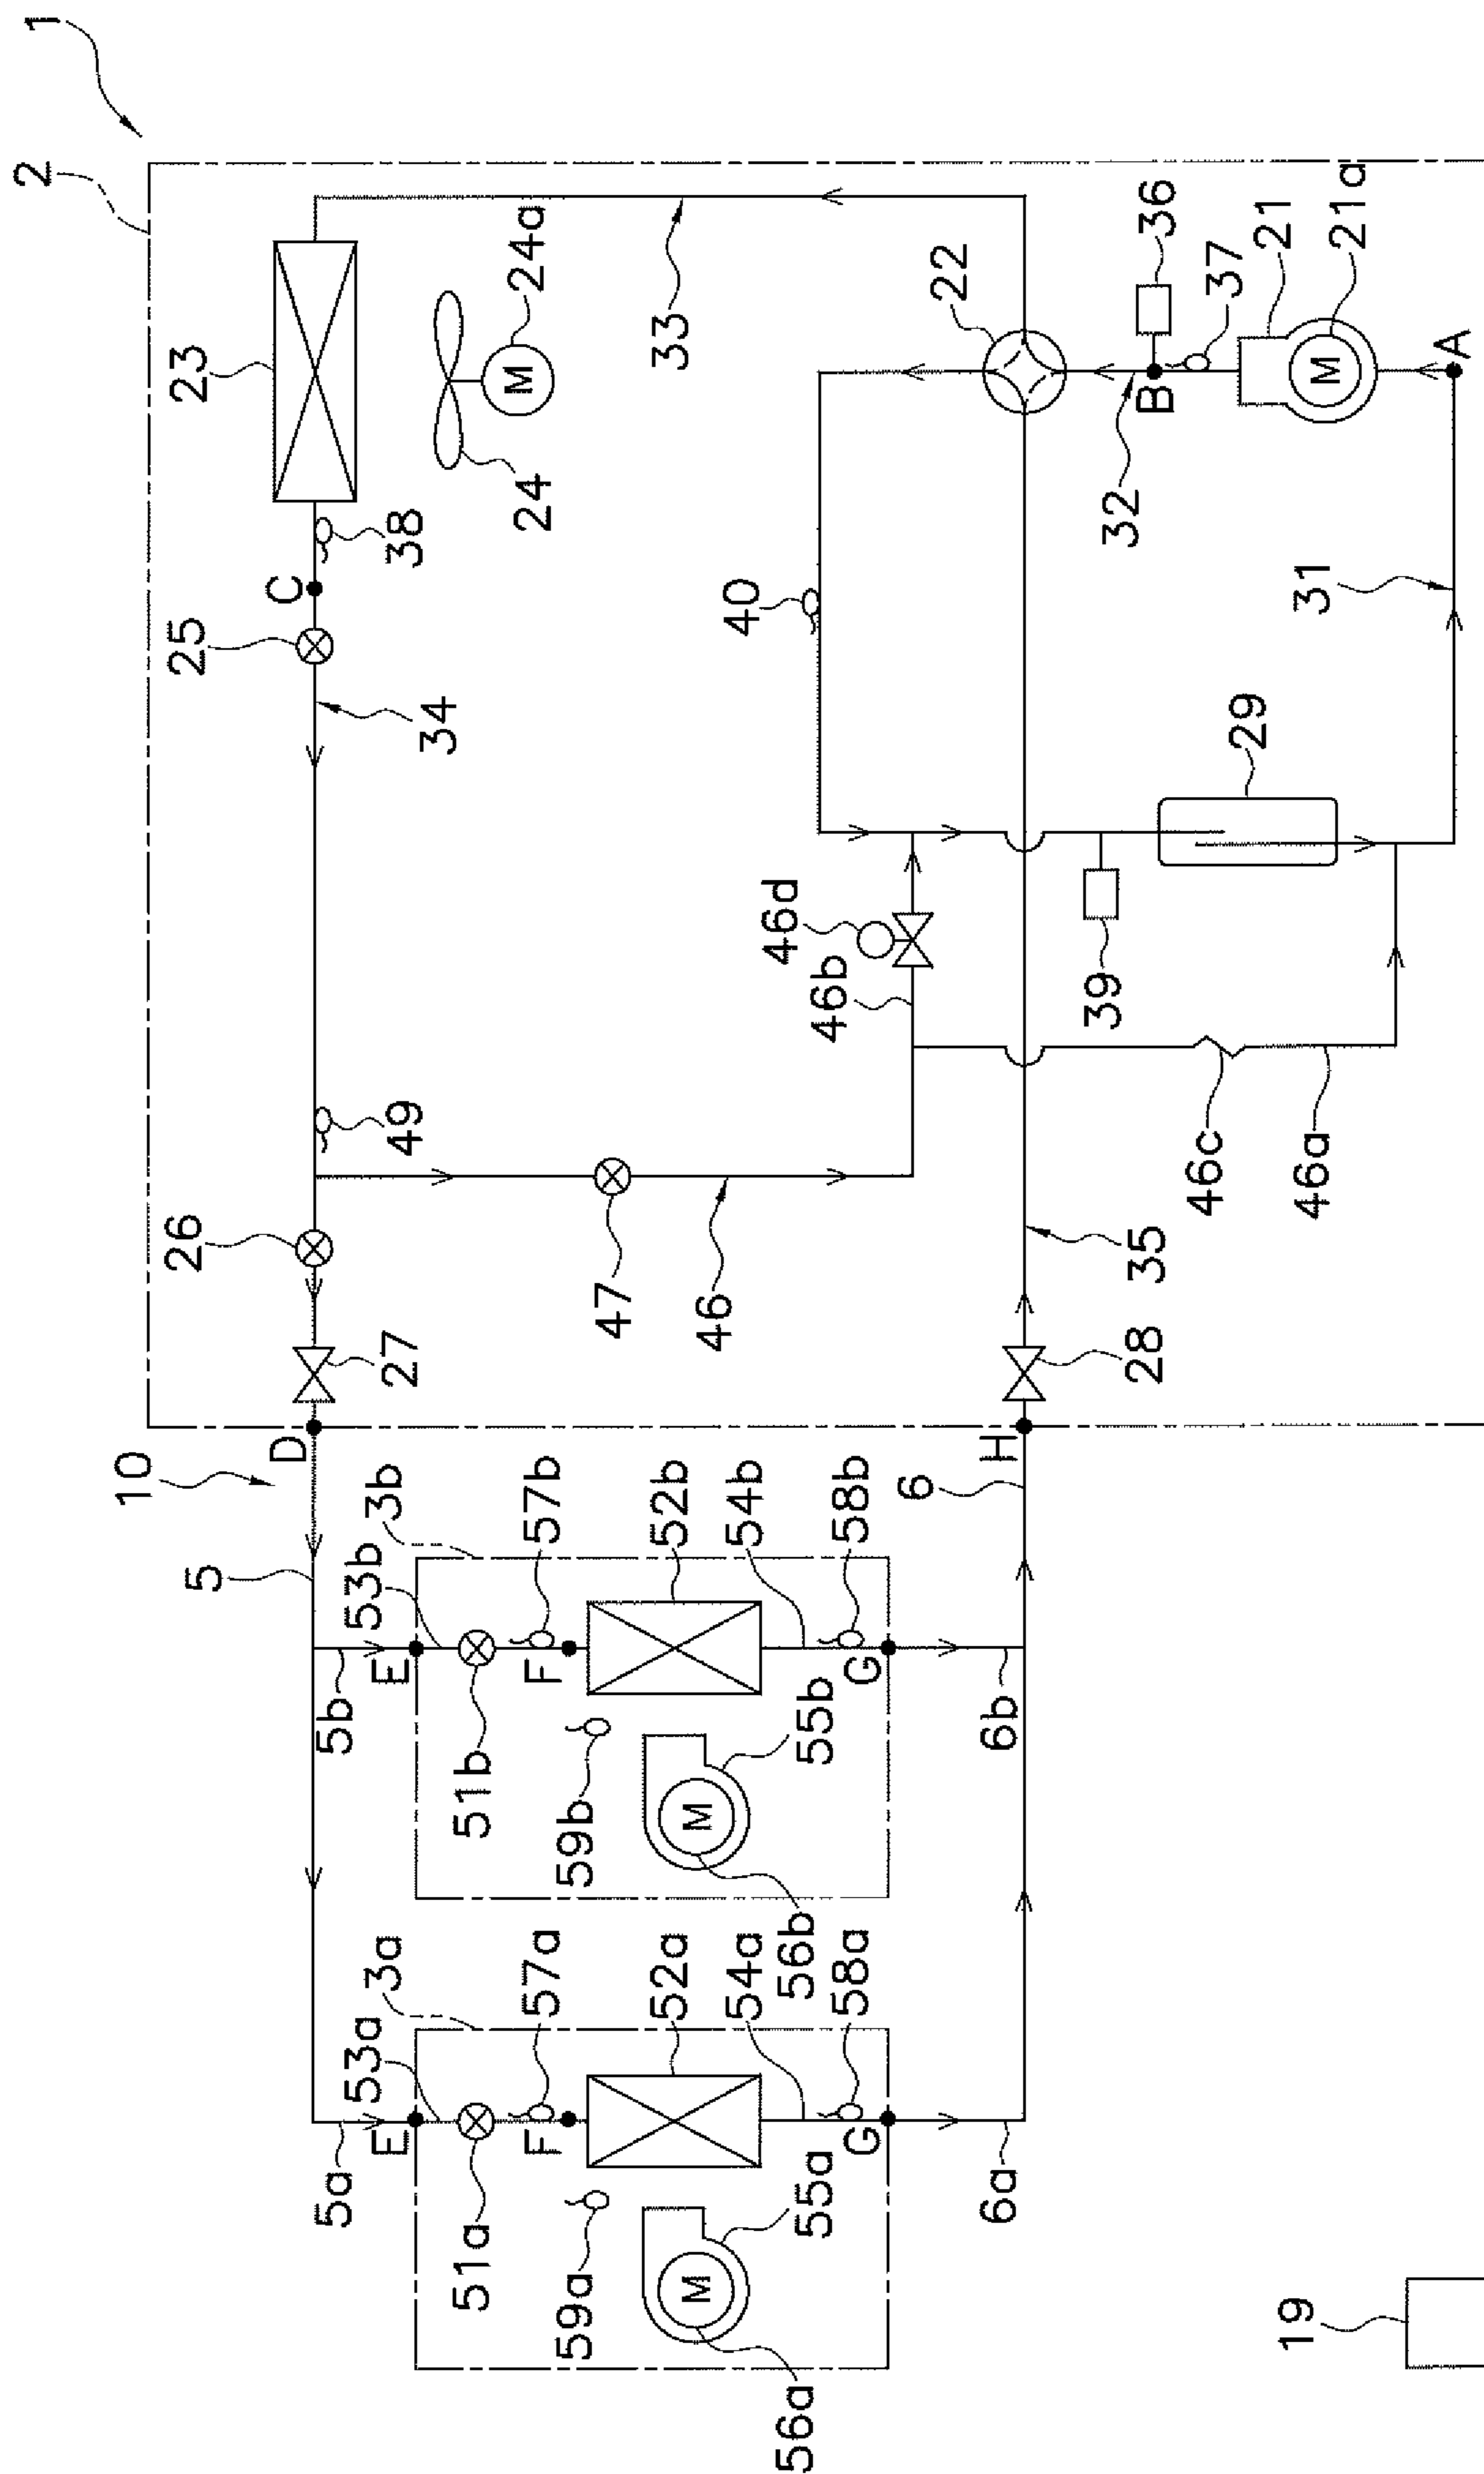 1
2
23
24a
M
24
38
C
25
34
33
22
36
37
B
32
21
21a
M
A
40
31
29
46d
46b
39
49
26
47
46
46c
46a
35
27
28
D
H
10
5
3b
53b
57b
52b
54b
58b
6
5b
E
F
G
51b
59b
M
55b
56b
6b
3a
53a
57a
52a
54a
58a
5a
E
F
G
51a
59a
M
55a
56a
6a
19